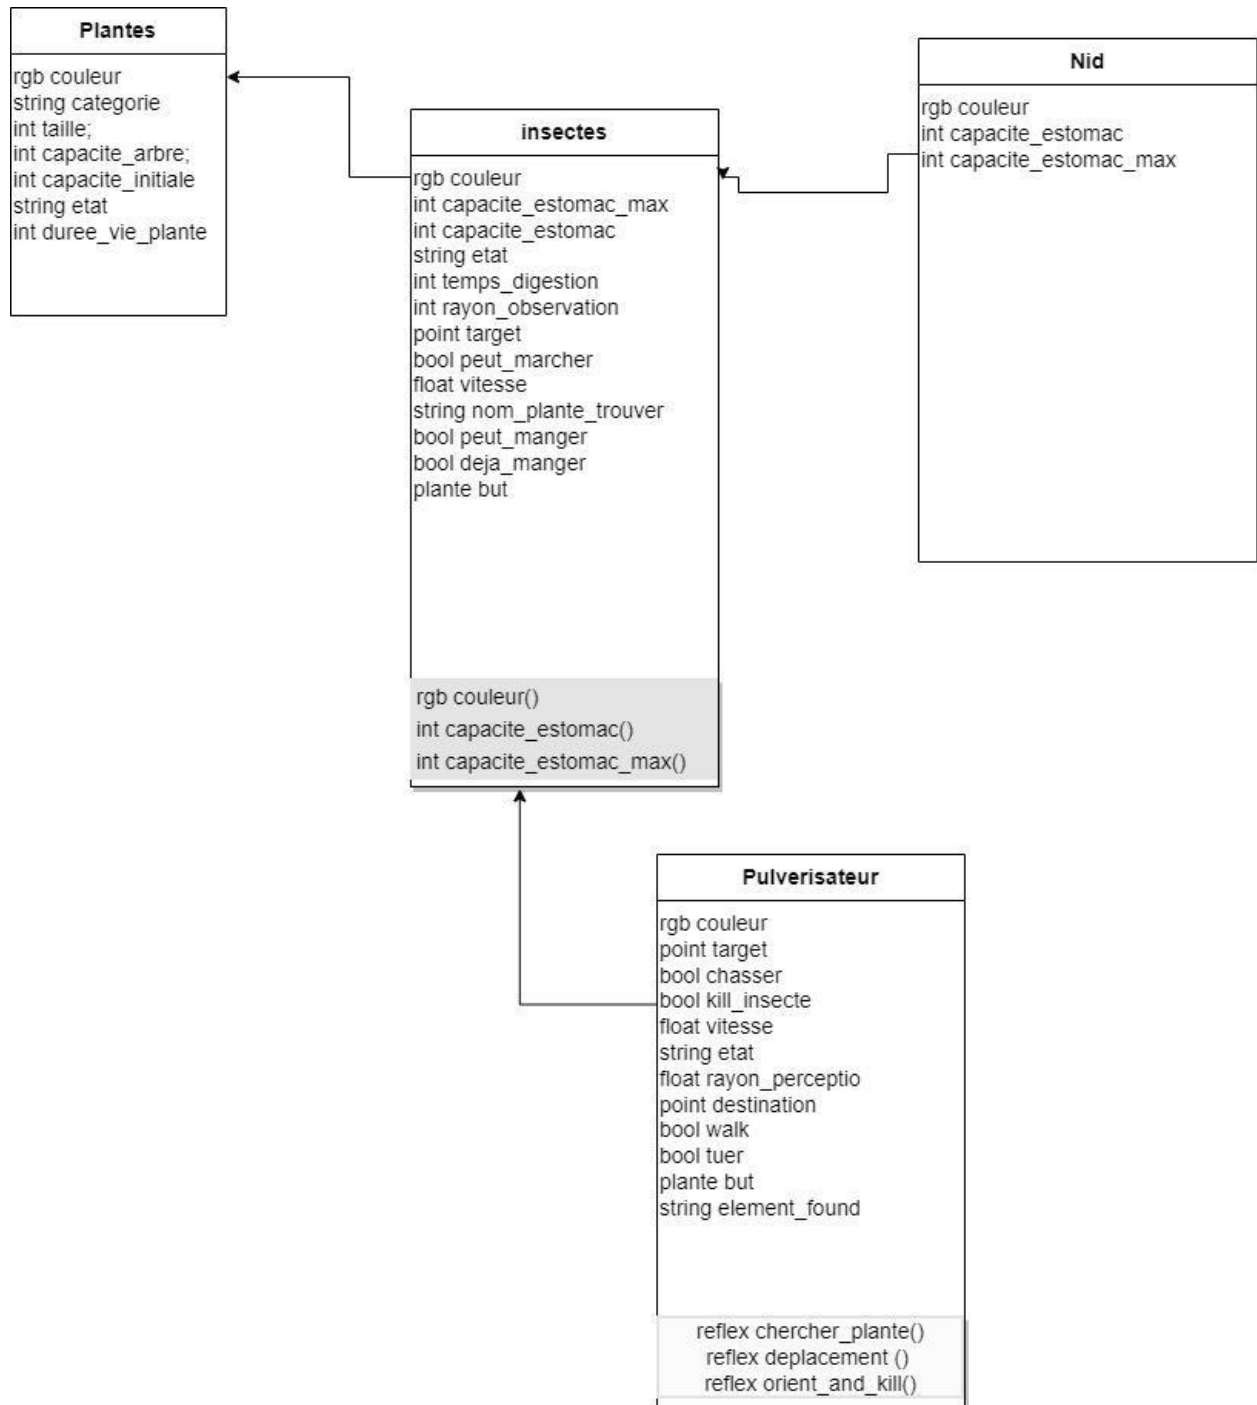 Plantes
rgb couleur
string categorie
int taille;
int capacite_arbre;
int capacite_initiale
string etat
int duree_vie_plante
insectes
rgb couleur
int capacite_estomac_max
int capacite_estomac
string etat
int temps_digestion
int rayon_observation
point target
bool peut_marcher
float vitesse
string nom_plante_trouver
bool peut_manger
bool deja_manger
plante but
rgb couleur()
int capacite_estomac()
int capacite_estomac_max()
Nid
rgb couleur
int capacite_estomac
int capacite_estomac_max
Pulverisateur
rgb couleur
point target
bool chasser
bool kill_insecte
float vitesse
string etat
float rayon_perceptio
point destination
bool walk
bool tuer
plante but
string element_found
reflex chercher_plante()
reflex deplacement ()
reflex orient_and_kill()